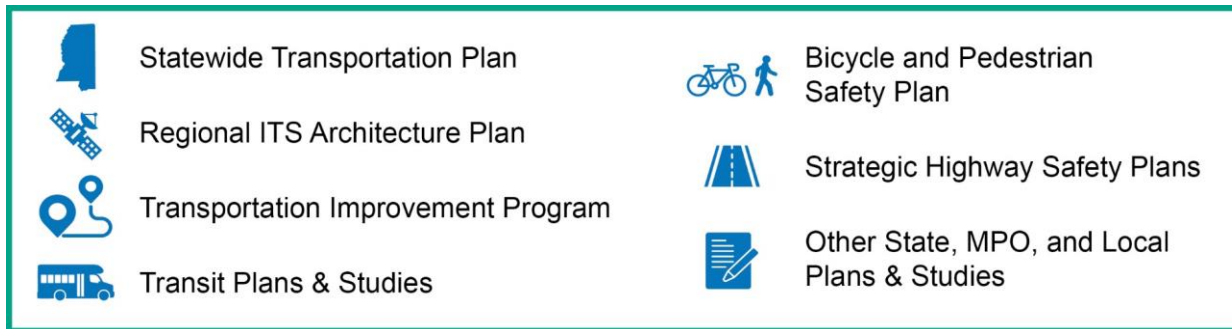 Statewide Transportation Plan
Regional ITS Architecture Plan
Transportation Improvement Program
Transit Plans & Studies
Bicycle and Pedestrian
Safety Plan
Strategic Highway Safety Plans
Other State, MPO, and Local
Plans & Studies